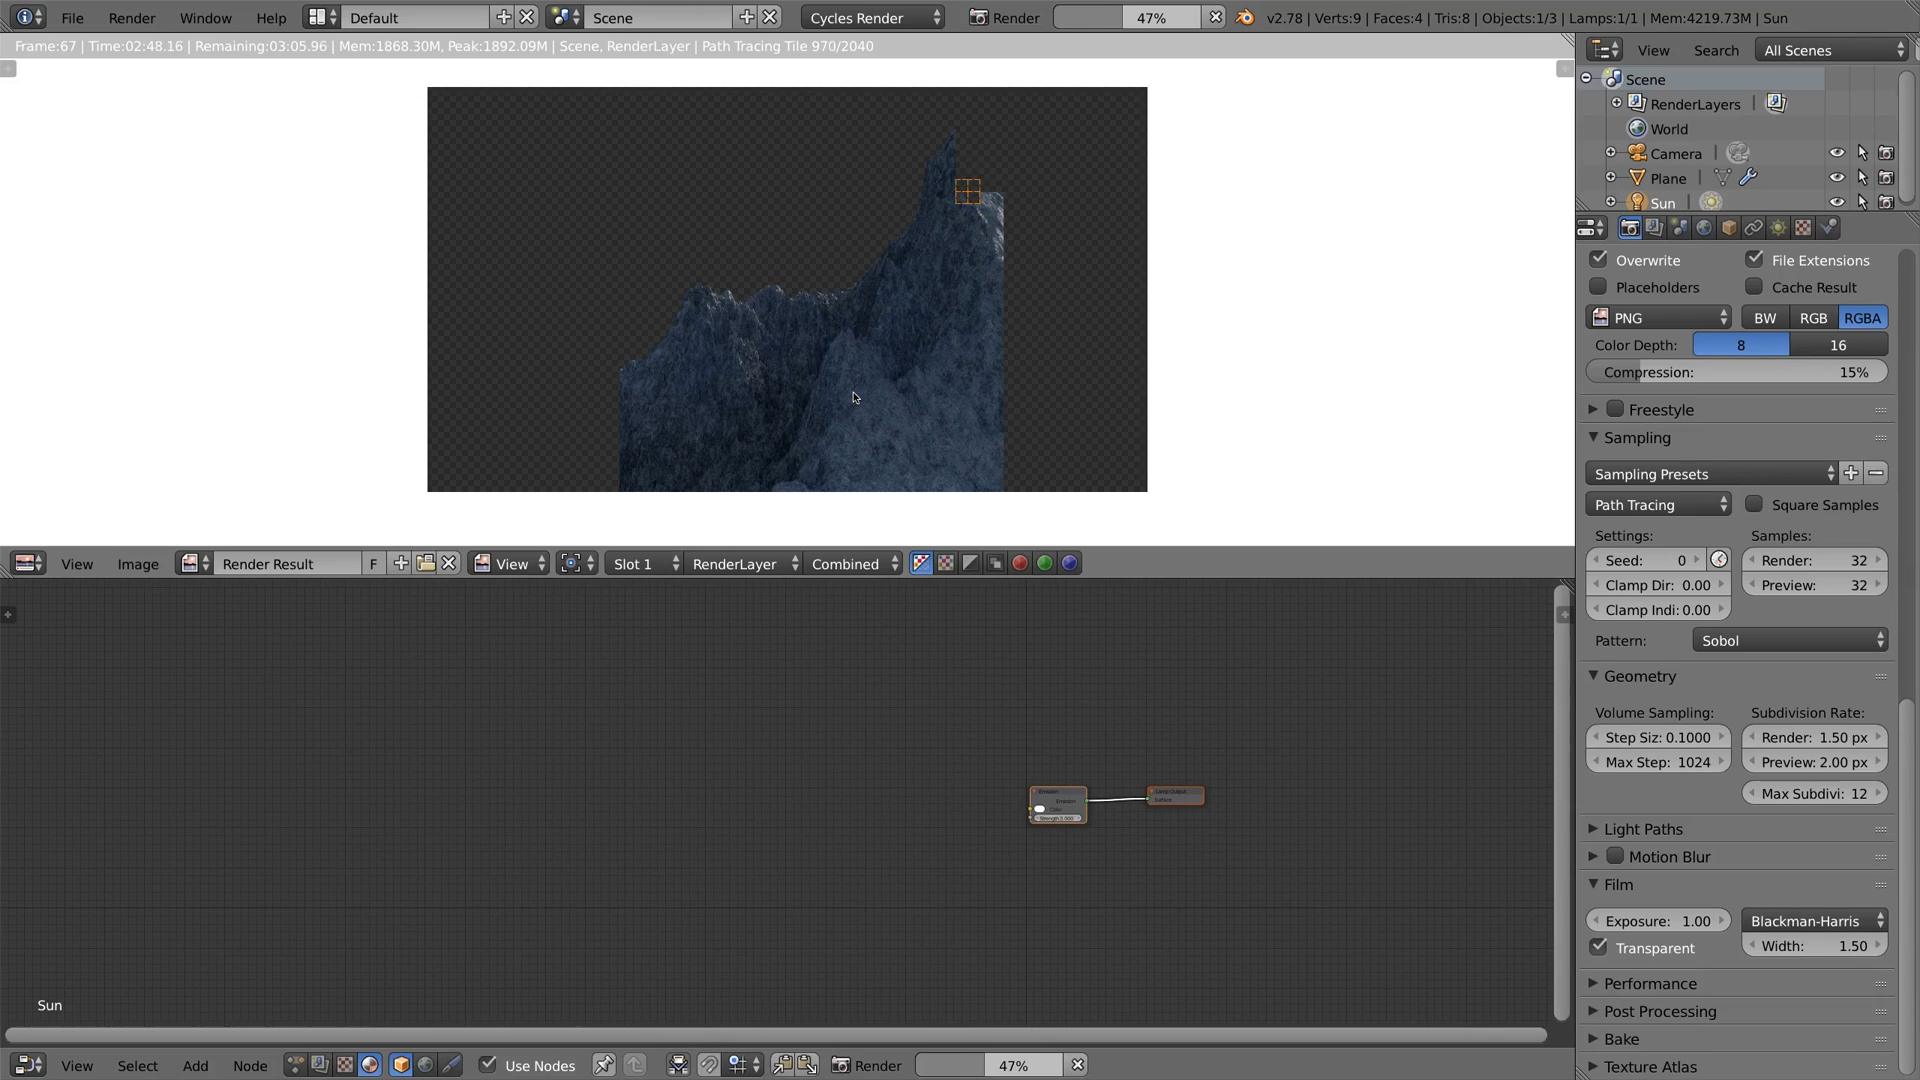 File Render Window Help Default Scene Cycles Render Render 47% v2.78 | Verts:9 | Faces:4 | Tris:8 | Objects:1/3 | Lamps:1/1 | Mem:4219.73M | Sun
Frame:67 | Time:02:48.16 | Remaining:03:05.96 | Mem:1868.30M, Peak:1892.09M | Scene, RenderLayer | Path Tracing Tile 970/2040
View Search All Scenes
Scene
RenderLayers |
World
Camera |
Plane |
Sun |
Overwrite File Extensions
Placeholders Cache Result
PNG BW RGB RGBA
Color Depth: 8 16
Compression: 15%
Freestyle
Sampling
Sampling Presets
Path Tracing Square Samples
Settings: Samples:
Seed: 0 Render: 32
Clamp Dir: 0.00 Preview: 32
Clamp Indi: 0.00
Pattern: Sobol
Geometry
Volume Sampling: Subdivision Rate:
Step Siz: 0.1000 Render: 1.50 px
Max Step: 1024 Preview: 2.00 px
Max Subdivi: 12
Light Paths
Motion Blur
Film
Exposure: 1.00 Blackman-Harris
Transparent Width: 1.50
Performance
Post Processing
Bake
Texture Atlas
View Image Render Result F View Slot 1 RenderLayer Combined
Emission
Emission
Color
Lamp Output
Surface
Sun
View Select Add Node Use Nodes Render 47%